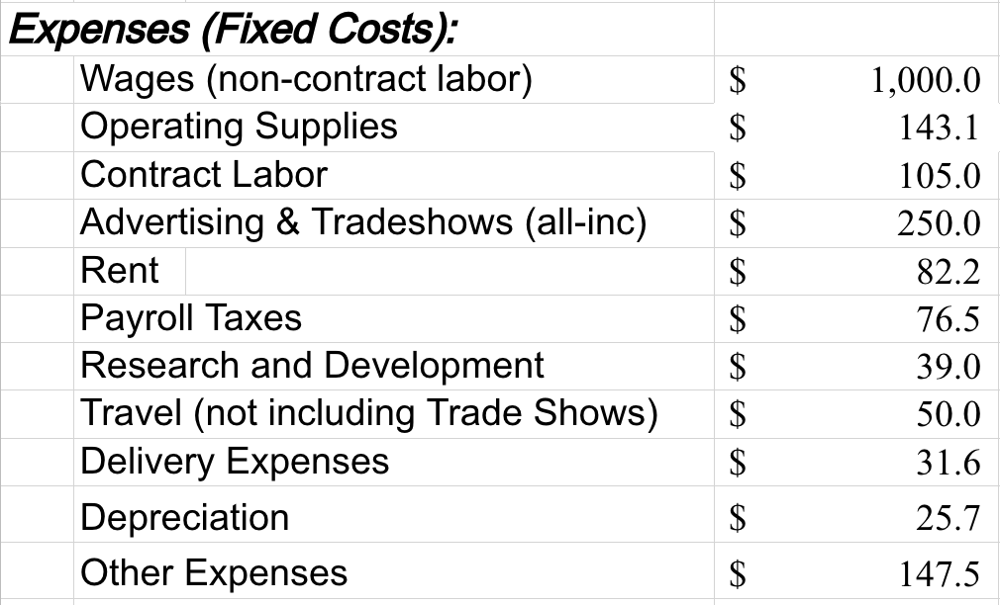 Expenses (Fixed Costs):
Wages (non-contract labor) $ 1,000.0
Operating Supplies $ 143.1
Contract Labor $ 105.0
Advertising & Tradeshows (all-inc) $ 250.0
Rent $ 82.2
Payroll Taxes $ 76.5
Research and Development $ 39.0
Travel (not including Trade Shows) $ 50.0
Delivery Expenses $ 31.6
Depreciation $ 25.7
Other Expenses $ 147.5